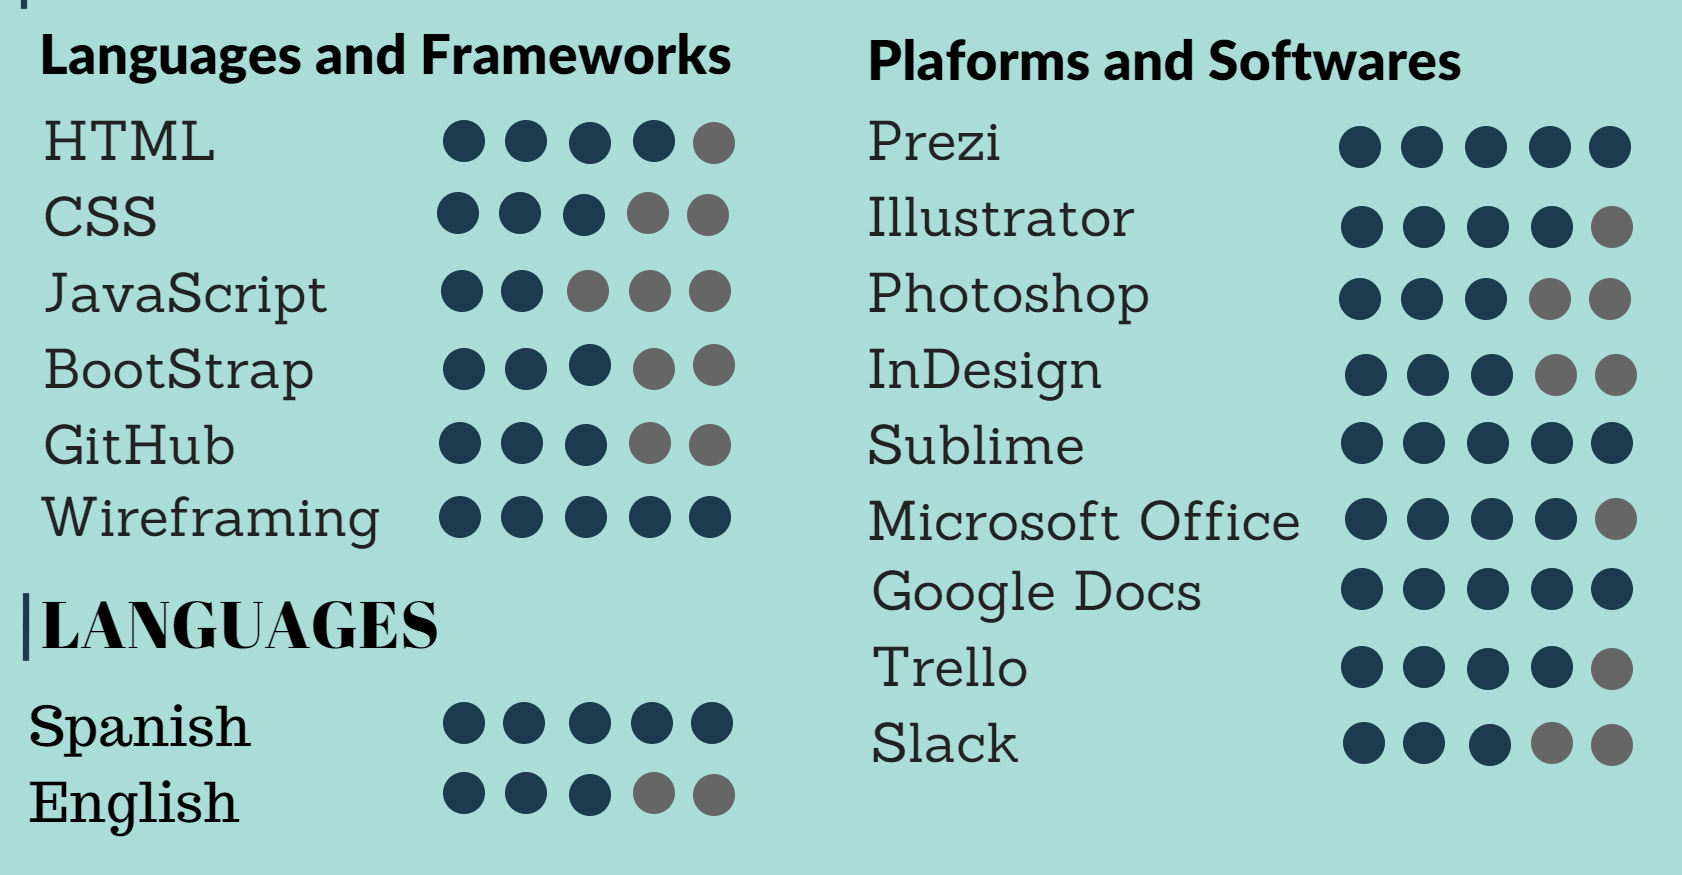 Languages and Frameworks
HTML
CSS
JavaScript
BootStrap
GitHub
Wireframing
LANGUAGES
Spanish
English
Plaforms and Softwares
Prezi
Illustrator
Photoshop
InDesign
Sublime
Microsoft Office
Google Docs
Trello
Slack